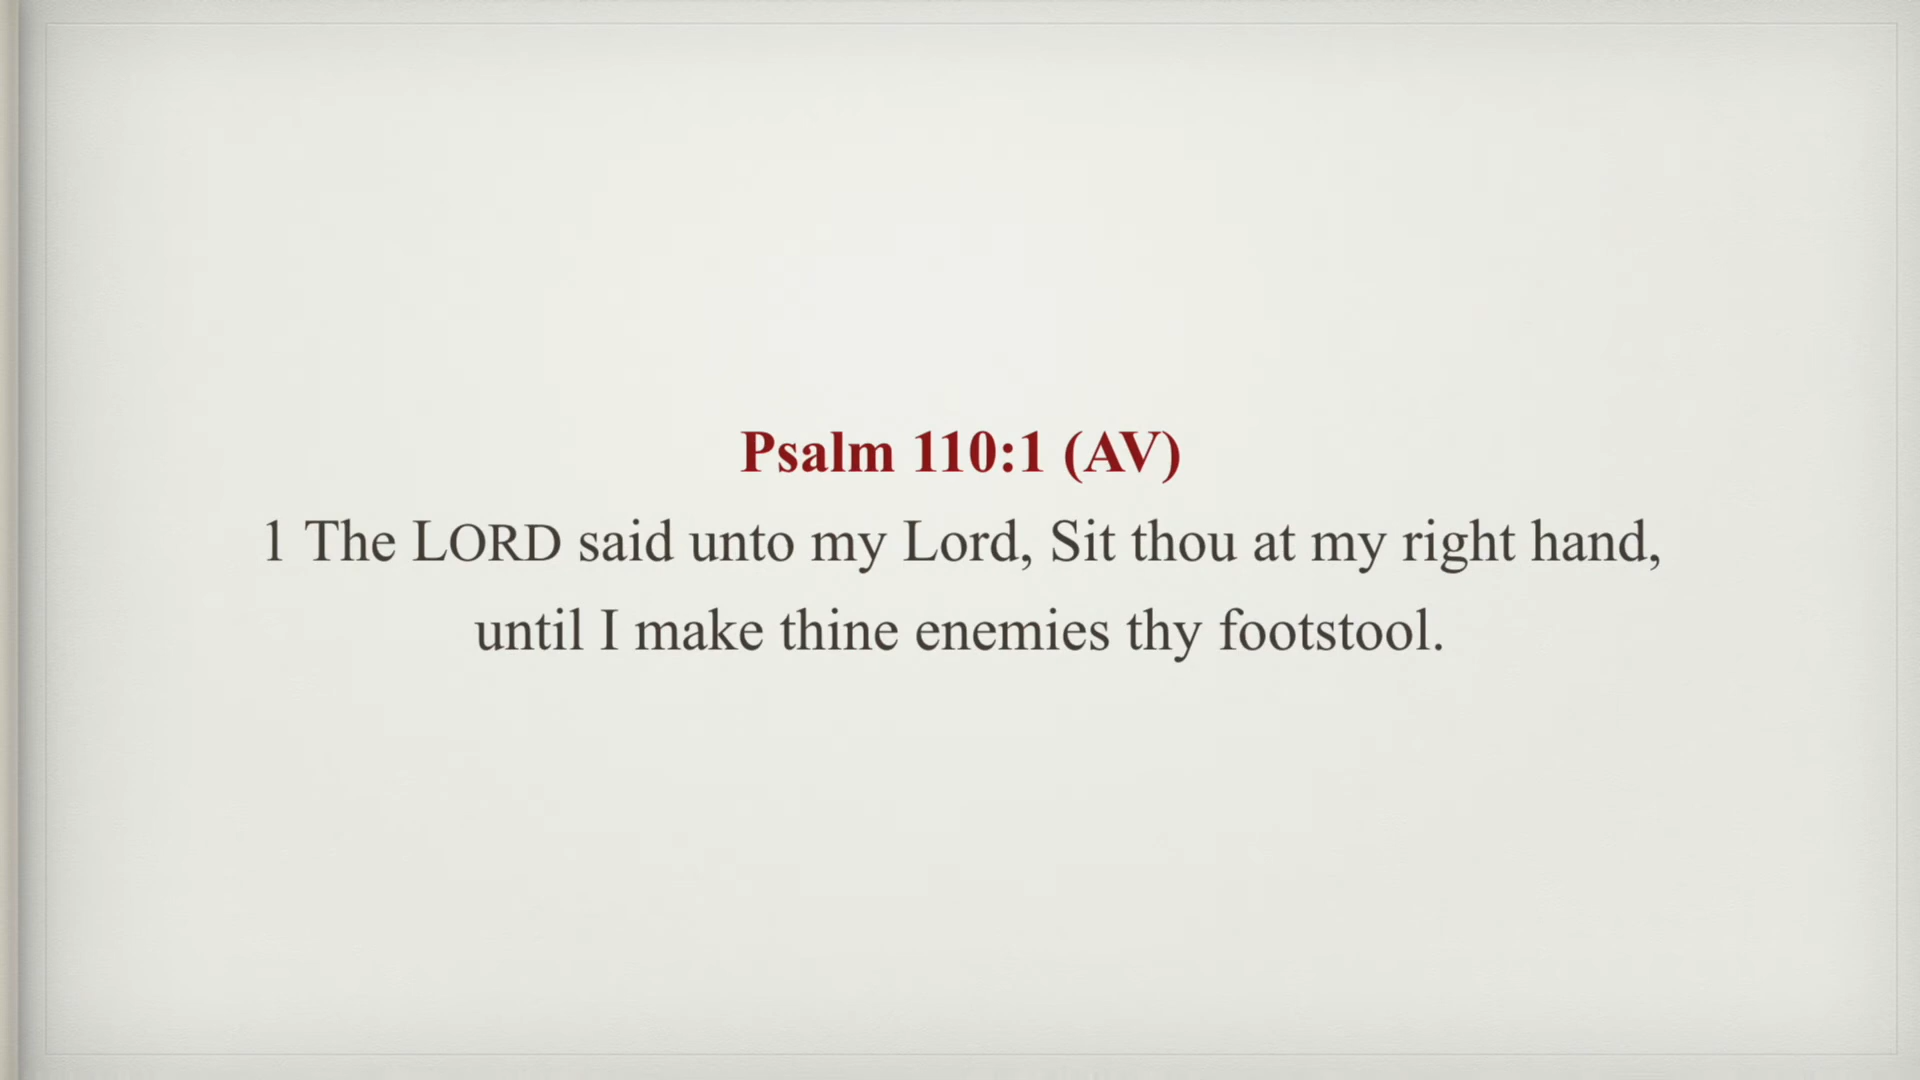 Psalm 110:1 (AV)
1 The LORD said unto my Lord, Sit thou at my right hand,
until I make thine enemies thy footstool.